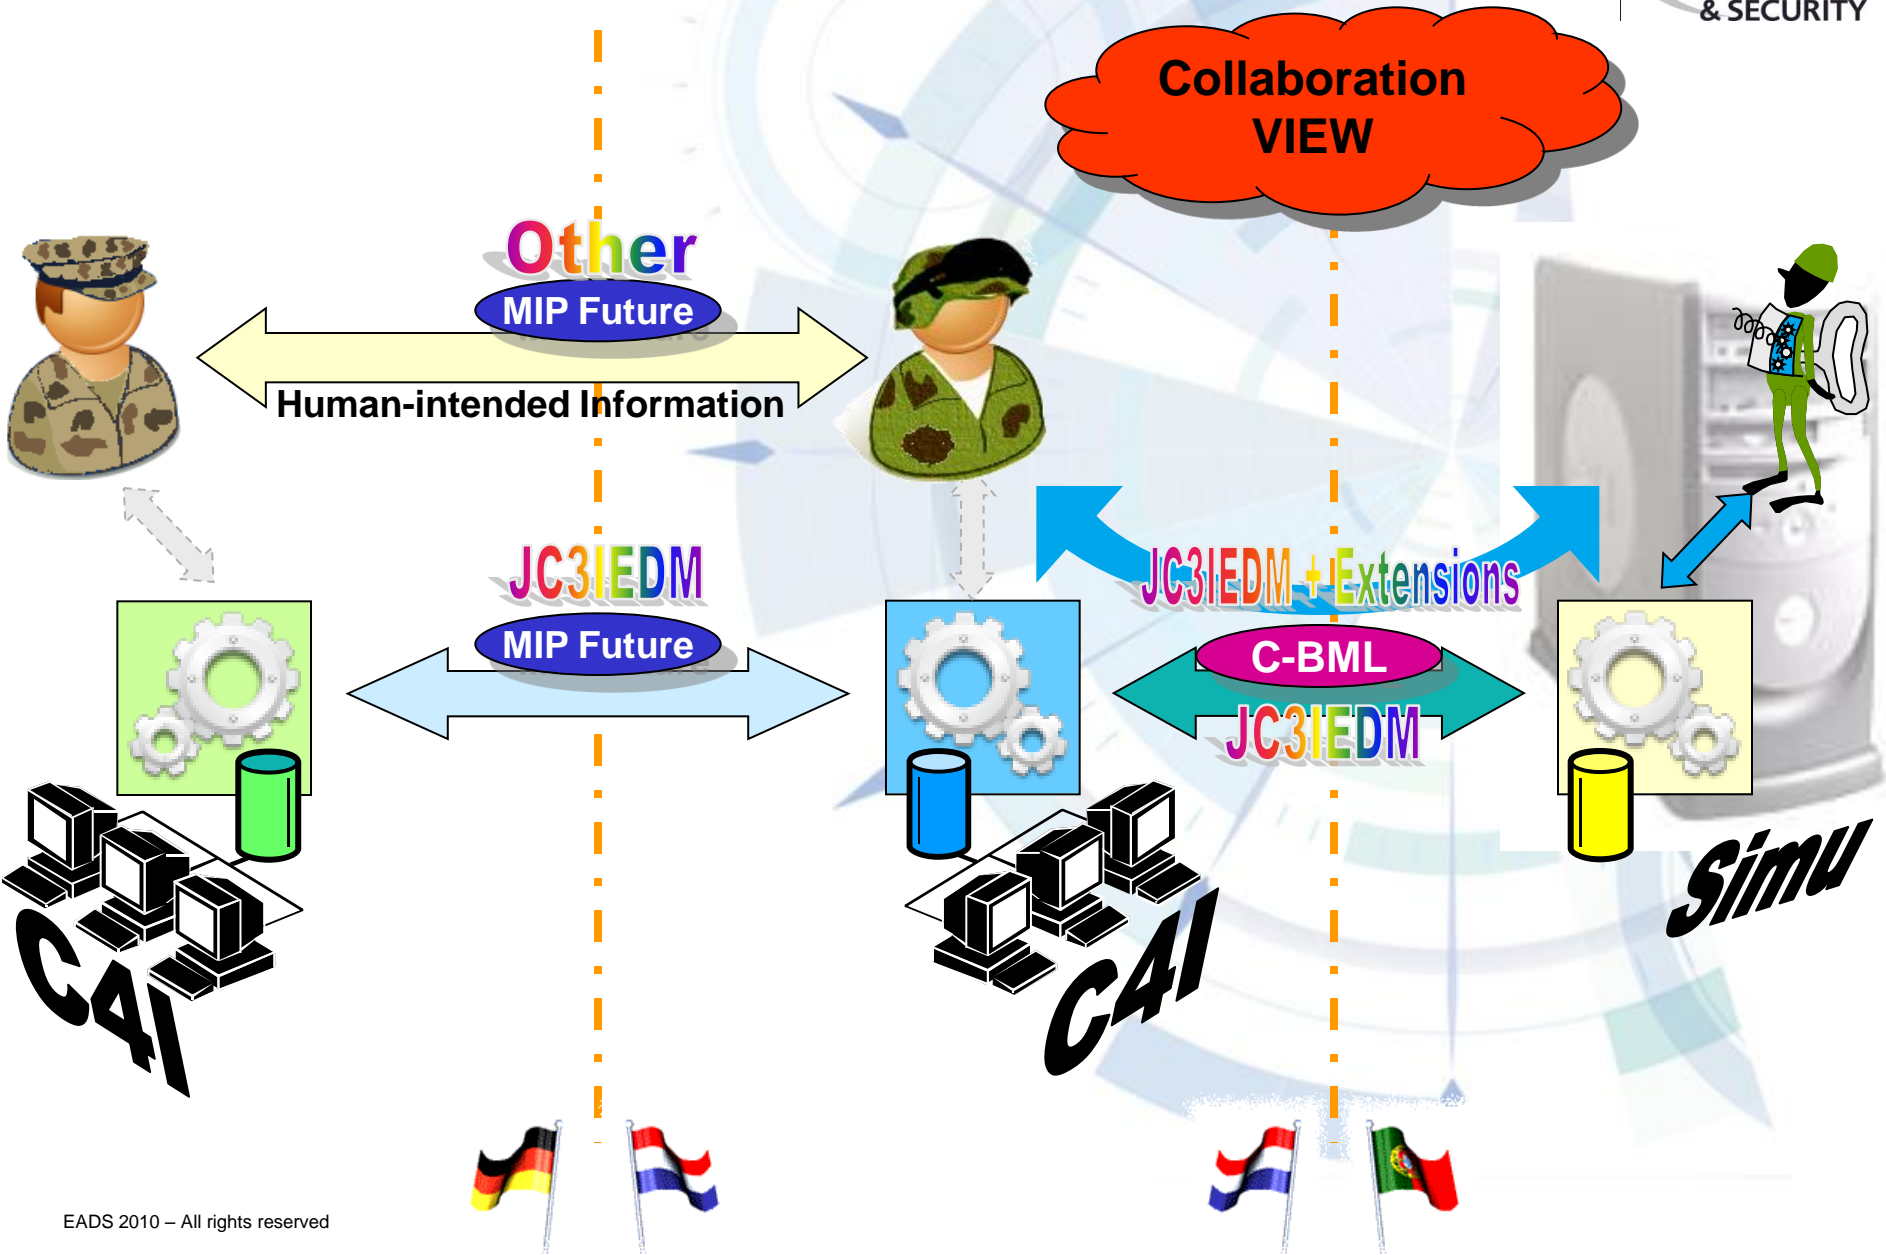 & SECURITY
Collaboration
VIEW
Other
MIP Future
Human-intended Information
JC3IEDM
MIP Future
JC3IEDM + Extensions
C-BML
JC3IEDM
C4I
C4I
Simu
EADS 2010 – All rights reserved